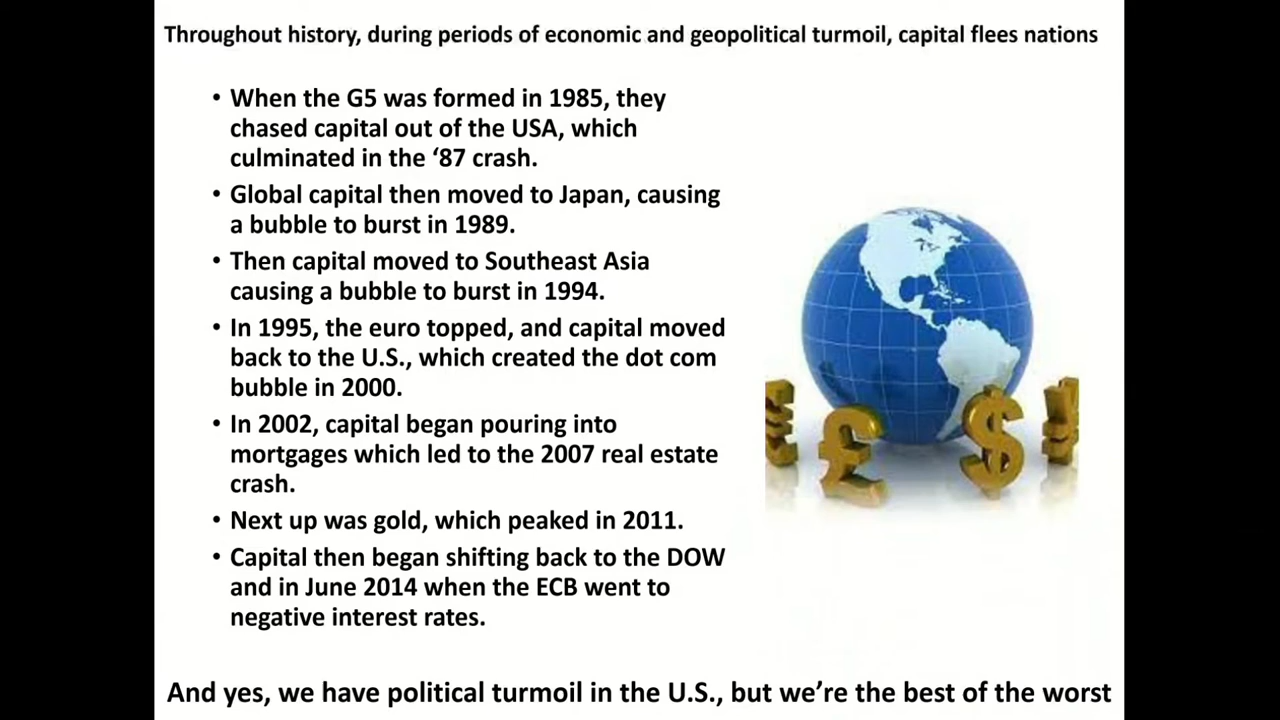 Throughout history, during periods of economic and geopolitical turmoil, capital flees nations
• When the G5 was formed in 1985, they
chased capital out of the USA, which
culminated in the ‘87 crash.
• Global capital then moved to Japan, causing
a bubble to burst in 1989.
• Then capital moved to Southeast Asia
causing a bubble to burst in 1994.
• In 1995, the euro topped, and capital moved
back to the U.S., which created the dot com
bubble in 2000.
• In 2002, capital began pouring into
mortgages which led to the 2007 real estate
crash.
• Next up was gold, which peaked in 2011.
• Capital then began shifting back to the DOW
and in June 2014 when the ECB went to
negative interest rates.
€ £ $ ¥
And yes, we have political turmoil in the U.S., but we’re the best of the worst